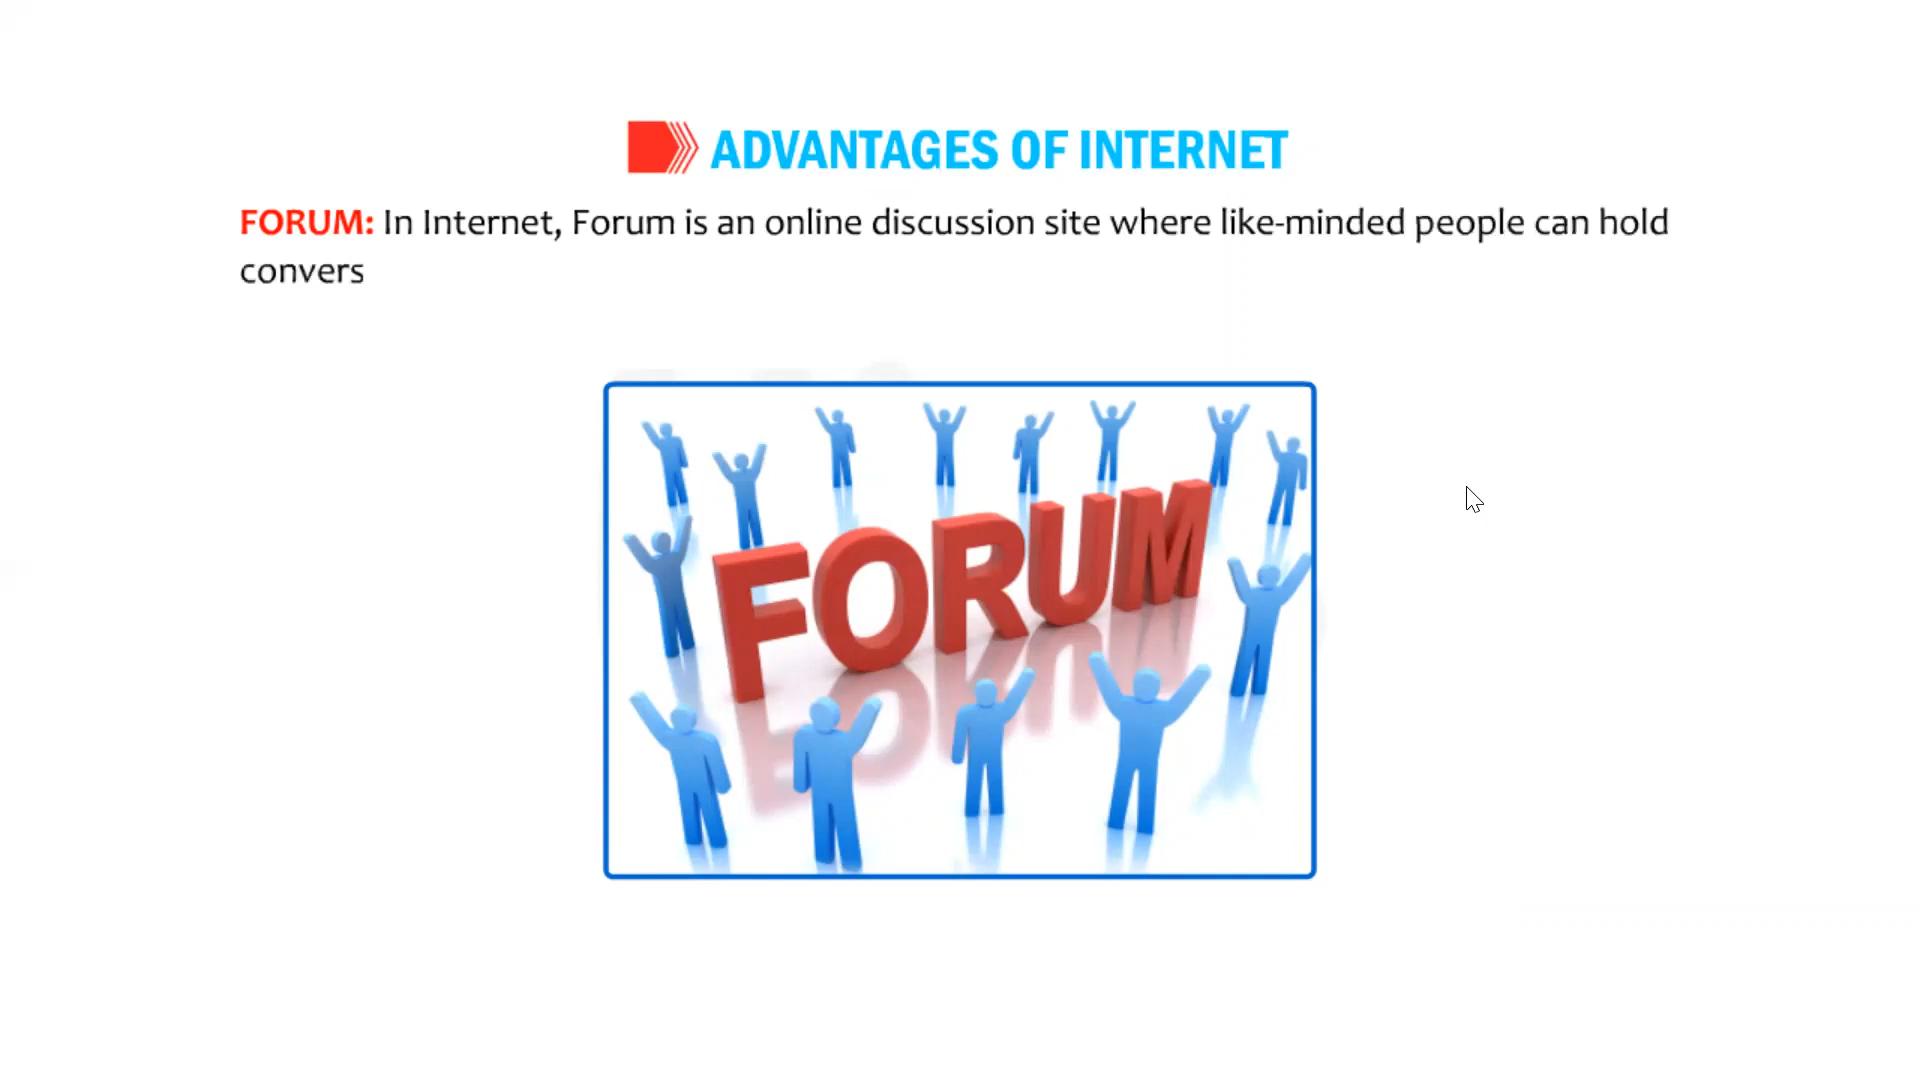 ADVANTAGES OF INTERNET
FORUM: In Internet, Forum is an online discussion site where like-minded people can hold
convers
FORUM